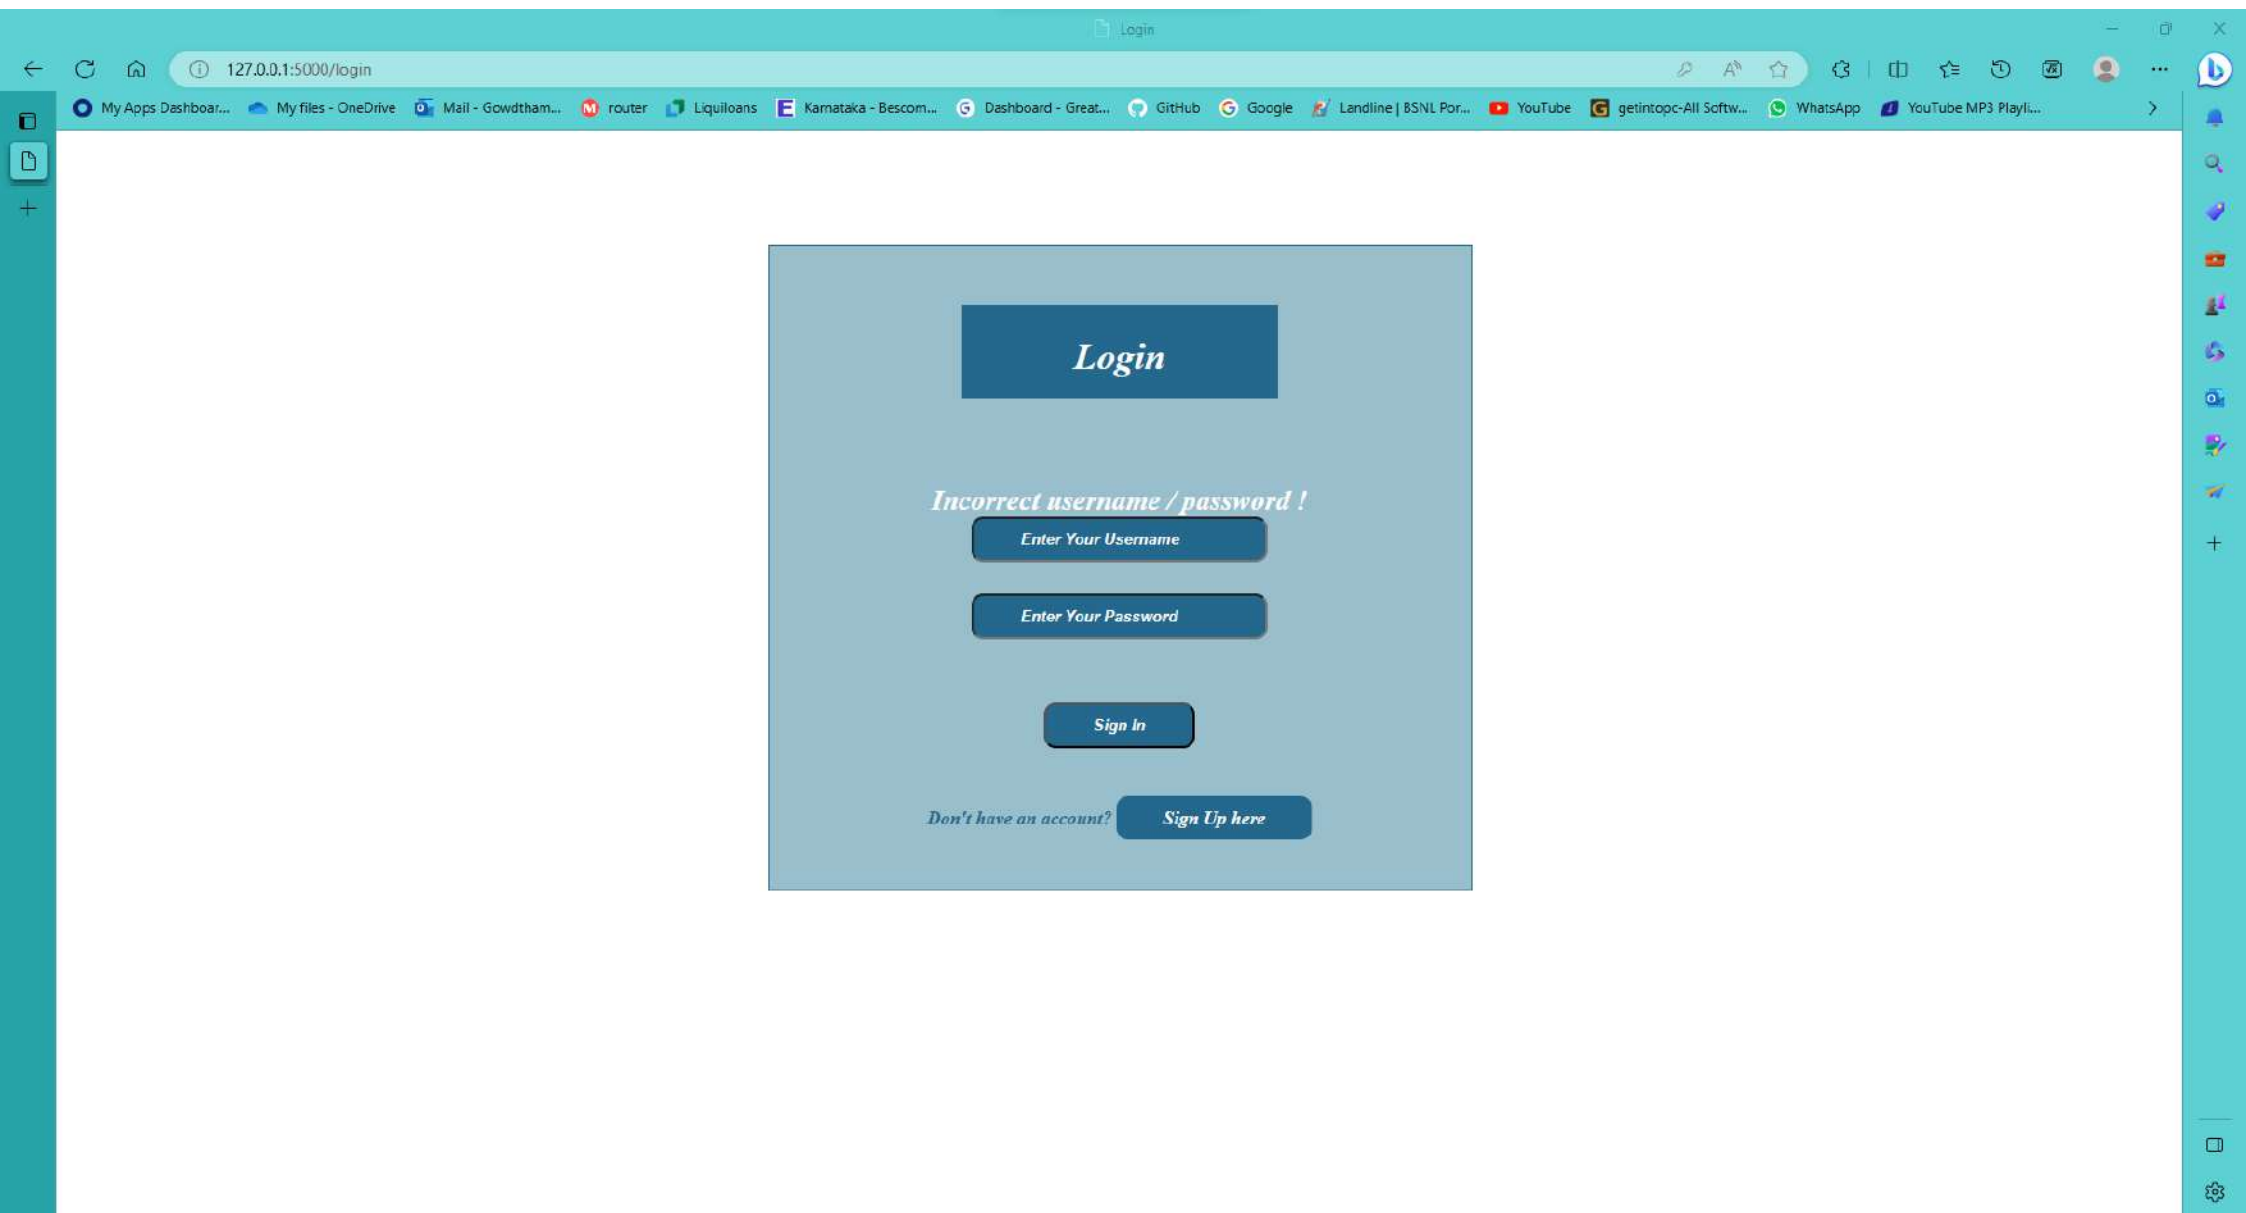 Login
127.0.0.1:5000/login
My Apps Dashboar... My files - OneDrive Mail - Gowdtham... router Liquiloans Karnataka - Bescom... Dashboard - Great... GitHub Google Landline | BSNL Por... YouTube getintopc-All Softw... WhatsApp YouTube MP3 Playli...
Login
Incorrect username / password !
Enter Your Username
Enter Your Password
Sign In
Don't have an account? Sign Up here